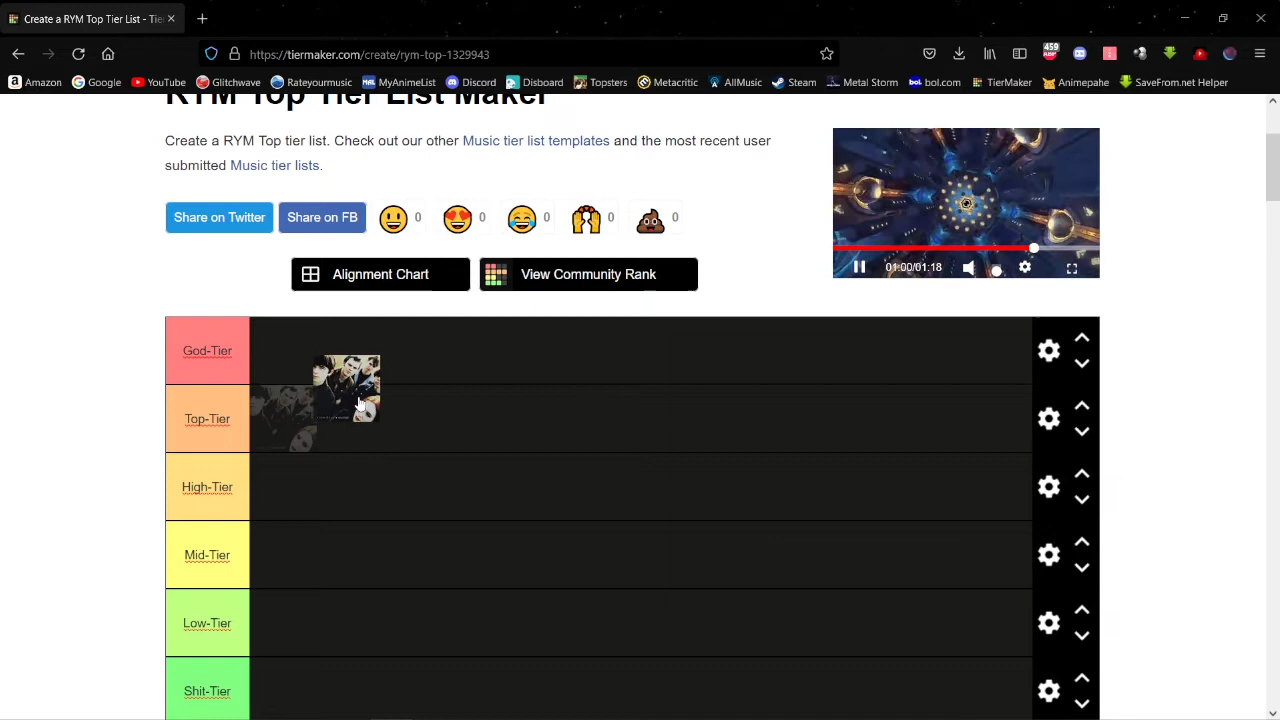 Create a RYM Top Tier List - Tie
https://tiermaker.com/create/rym-top-1329943
459
Amazon Google YouTube Glitchwave Rateyourmusic MyAnimeList Discord Disboard Topsters Metacritic AllMusic Steam Metal Storm bol.com TierMaker Animepahe SaveFrom.net Helper
RYM Top Tier List Maker
Create a RYM Top tier list. Check out our other Music tier list templates and the most recent user
submitted Music tier lists.
Share on Twitter Share on FB 0 0 0 0 0
Alignment Chart View Community Rank
01:00/01:18
God-Tier
Top-Tier
High-Tier
Mid-Tier
Low-Tier
Shit-Tier